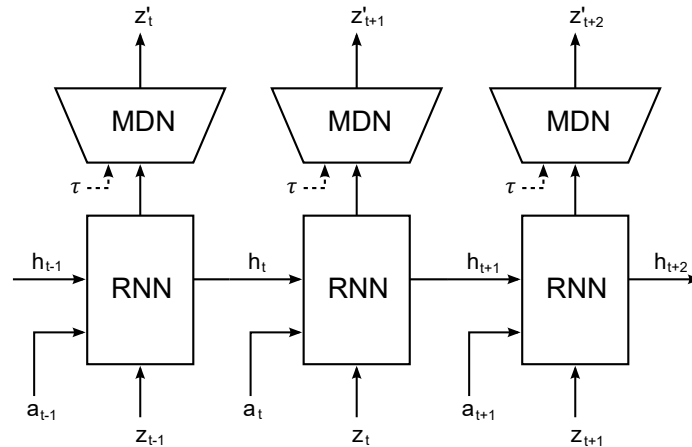 z't z't+1 z't+2
MDN MDN MDN
τ τ τ
ht-1 ht ht+1 ht+2
RNN RNN RNN
at-1 at at+1
zt-1 zt zt+1